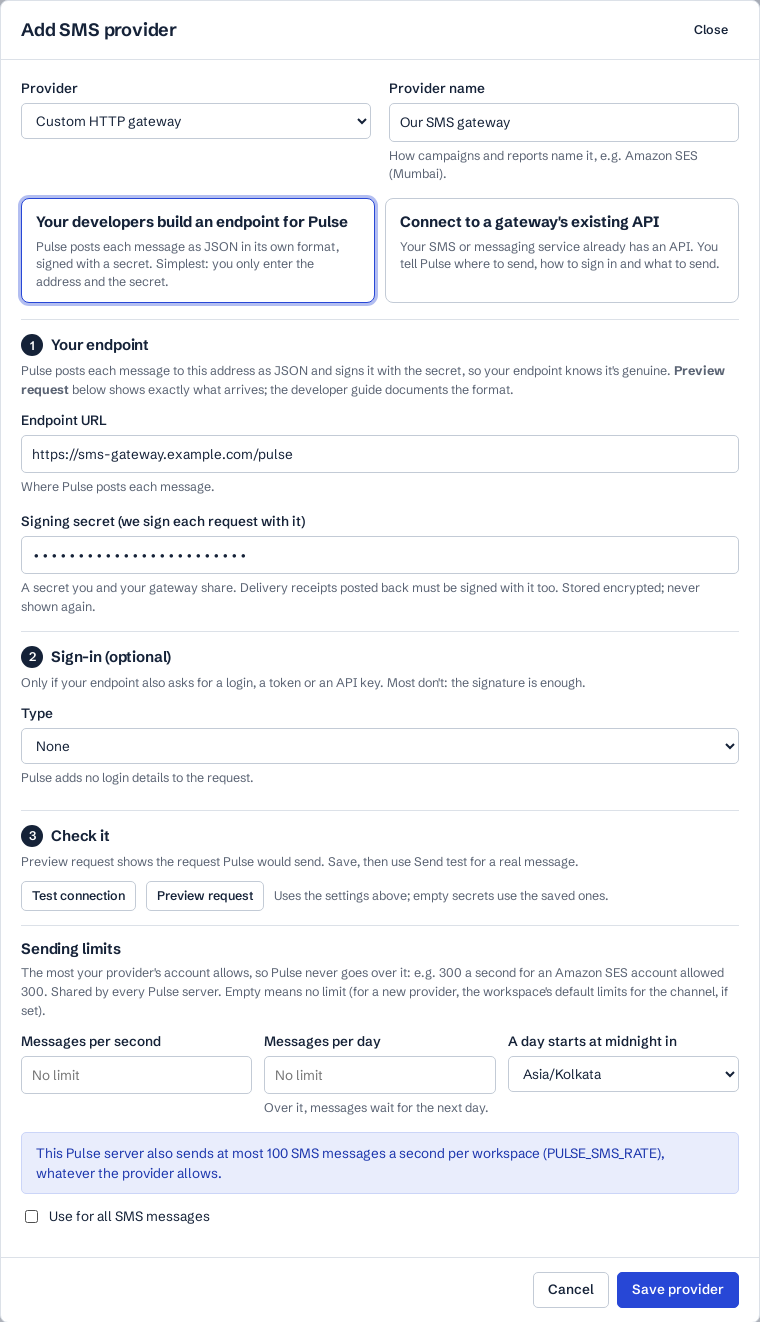 Add SMS provider
Close
Provider
Provider name
Custom HTTP gateway
Our SMS gateway
How campaigns and reports name it, e.g. Amazon SES
(Mumbai).
Your developers build an endpoint for Pulse
Pulse posts each message as JSON in its own format,
signed with a secret. Simplest: you only enter the
address and the secret.
Connect to a gateway's existing API
Your SMS or messaging service already has an API. You
tell Pulse where to send, how to sign in and what to send.
1 Your endpoint
Pulse posts each message to this address as JSON and signs it with the secret, so your endpoint knows it's genuine. Preview
request below shows exactly what arrives; the developer guide documents the format.
Endpoint URL
https://sms-gateway.example.com/pulse
Where Pulse posts each message.
Signing secret (we sign each request with it)
••••••••••••••••••••••••
A secret you and your gateway share. Delivery receipts posted back must be signed with it too. Stored encrypted; never
shown again.
2 Sign-in (optional)
Only if your endpoint also asks for a login, a token or an API key. Most don't: the signature is enough.
Type
None
Pulse adds no login details to the request.
3 Check it
Preview request shows the request Pulse would send. Save, then use Send test for a real message.
Test connection
Preview request
Uses the settings above; empty secrets use the saved ones.
Sending limits
The most your provider's account allows, so Pulse never goes over it: e.g. 300 a second for an Amazon SES account allowed
300. Shared by every Pulse server. Empty means no limit (for a new provider, the workspace's default limits for the channel, if
set).
Messages per second
Messages per day
A day starts at midnight in
No limit
No limit
Asia/Kolkata
Over it, messages wait for the next day.
This Pulse server also sends at most 100 SMS messages a second per workspace (PULSE_SMS_RATE),
whatever the provider allows.
Use for all SMS messages
Cancel
Save provider